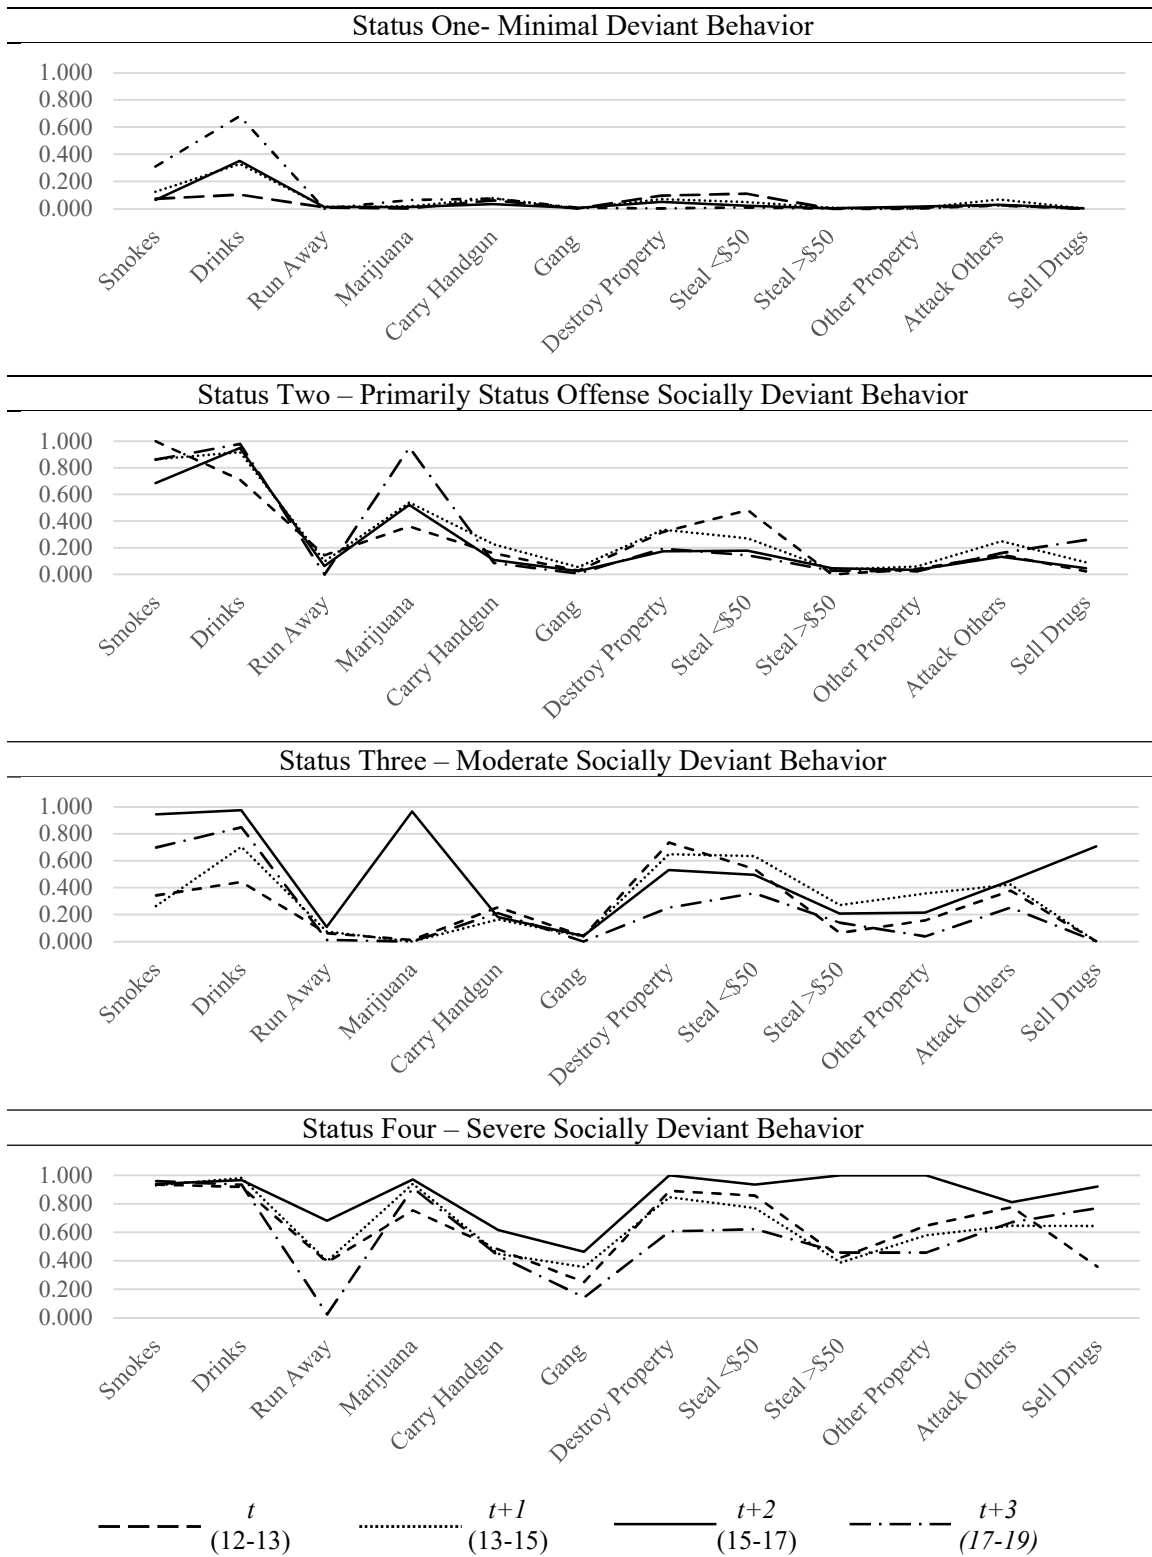 Status One- Minimal Deviant Behavior
1.000
0.800
0.600
0.400
0.200
0.000
Smokes
Drinks
Run Away
Marijuana
Carry Handgun
Gang
Destroy Property
Steal <$50
Steal >$50
Other Property
Attack Others
Sell Drugs
Status Two – Primarily Status Offense Socially Deviant Behavior
1.000
0.800
0.600
0.400
0.200
0.000
Smokes
Drinks
Run Away
Marijuana
Carry Handgun
Gang
Destroy Property
Steal <$50
Steal >$50
Other Property
Attack Others
Sell Drugs
Status Three – Moderate Socially Deviant Behavior
1.000
0.800
0.600
0.400
0.200
0.000
Smokes
Drinks
Run Away
Marijuana
Carry Handgun
Gang
Destroy Property
Steal <$50
Steal >$50
Other Property
Attack Others
Sell Drugs
Status Four – Severe Socially Deviant Behavior
1.000
0.800
0.600
0.400
0.200
0.000
Smokes
Drinks
Run Away
Marijuana
Carry Handgun
Gang
Destroy Property
Steal <$50
Steal >$50
Other Property
Attack Others
Sell Drugs
t
(12-13)
t+1
(13-15)
t+2
(15-17)
t+3
(17-19)